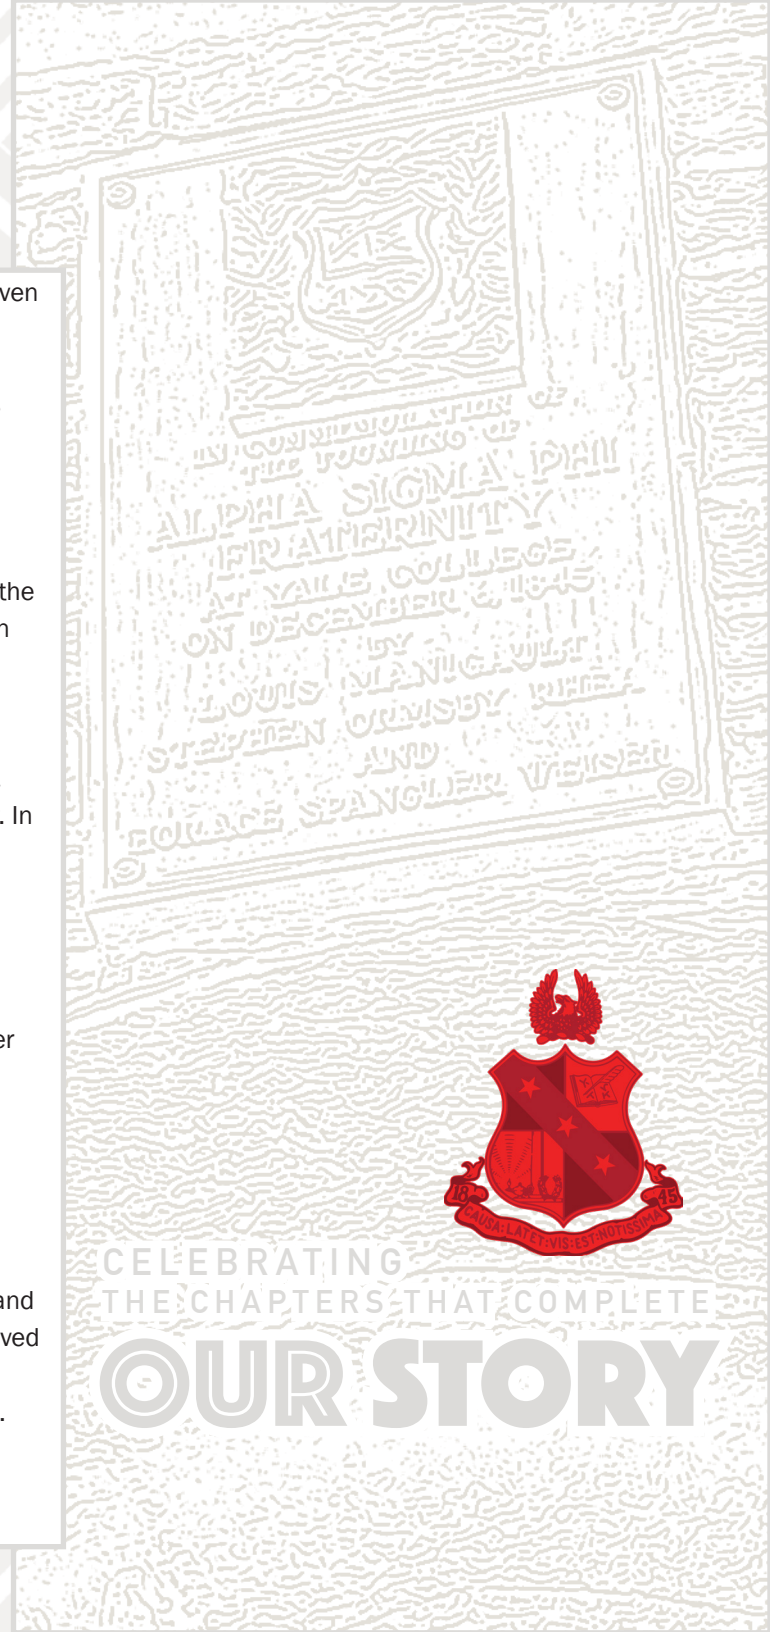 ven
the
n
. In
er
and
ved
.
IN COMMEMORATION OF
THE FOUNDING OF
ALPHA SIGMA PHI
FRATERNITY
AT YALE COLLEGE
ON DECEMBER 6, 1845
BY
LOUIS MANIGAULT
STEPHEN ORMSBY RHEA
AND
HORACE SPANGLER WEISER
18 45
CAUSA·LATET:VIS:EST:NOTISSIMA
CELEBRATING
THE CHAPTERS THAT COMPLETE
OUR STORY